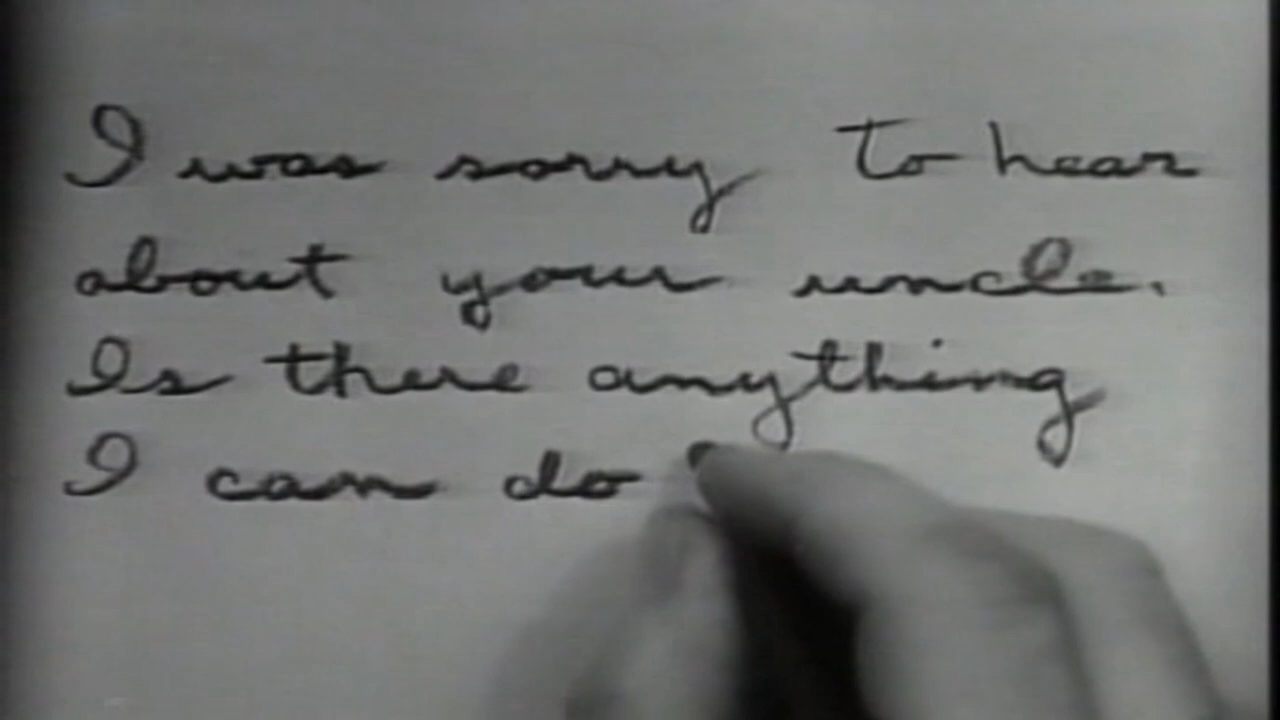 I was sorry to hear
about your uncle.
Is there anything
I can do